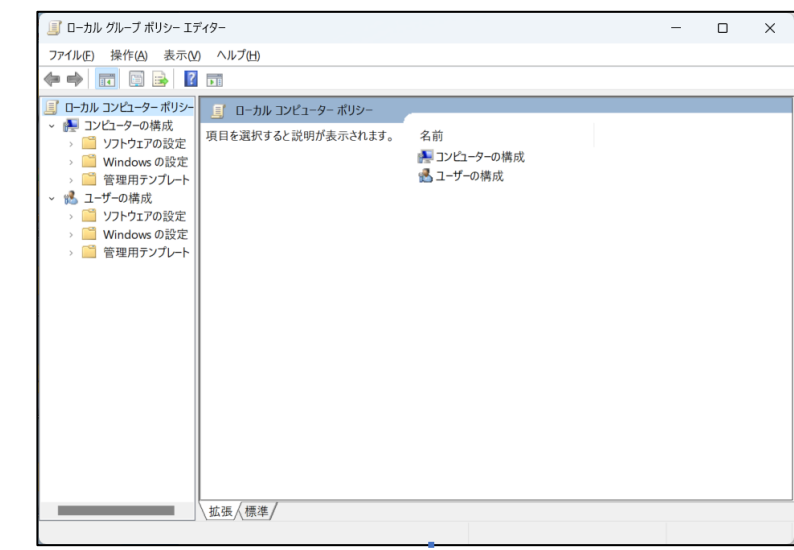 ローカル グループ ポリシー エディター
ファイル(F) 操作(A) 表示(V) ヘルプ(H)
ローカル コンピューター ポリシー
コンピューターの構成
ソフトウェアの設定
Windows の設定
管理用テンプレート
ユーザーの構成
ソフトウェアの設定
Windows の設定
管理用テンプレート
ローカル コンピューター ポリシー
項目を選択すると説明が表示されます。
名前
コンピューターの構成
ユーザーの構成
拡張 標準